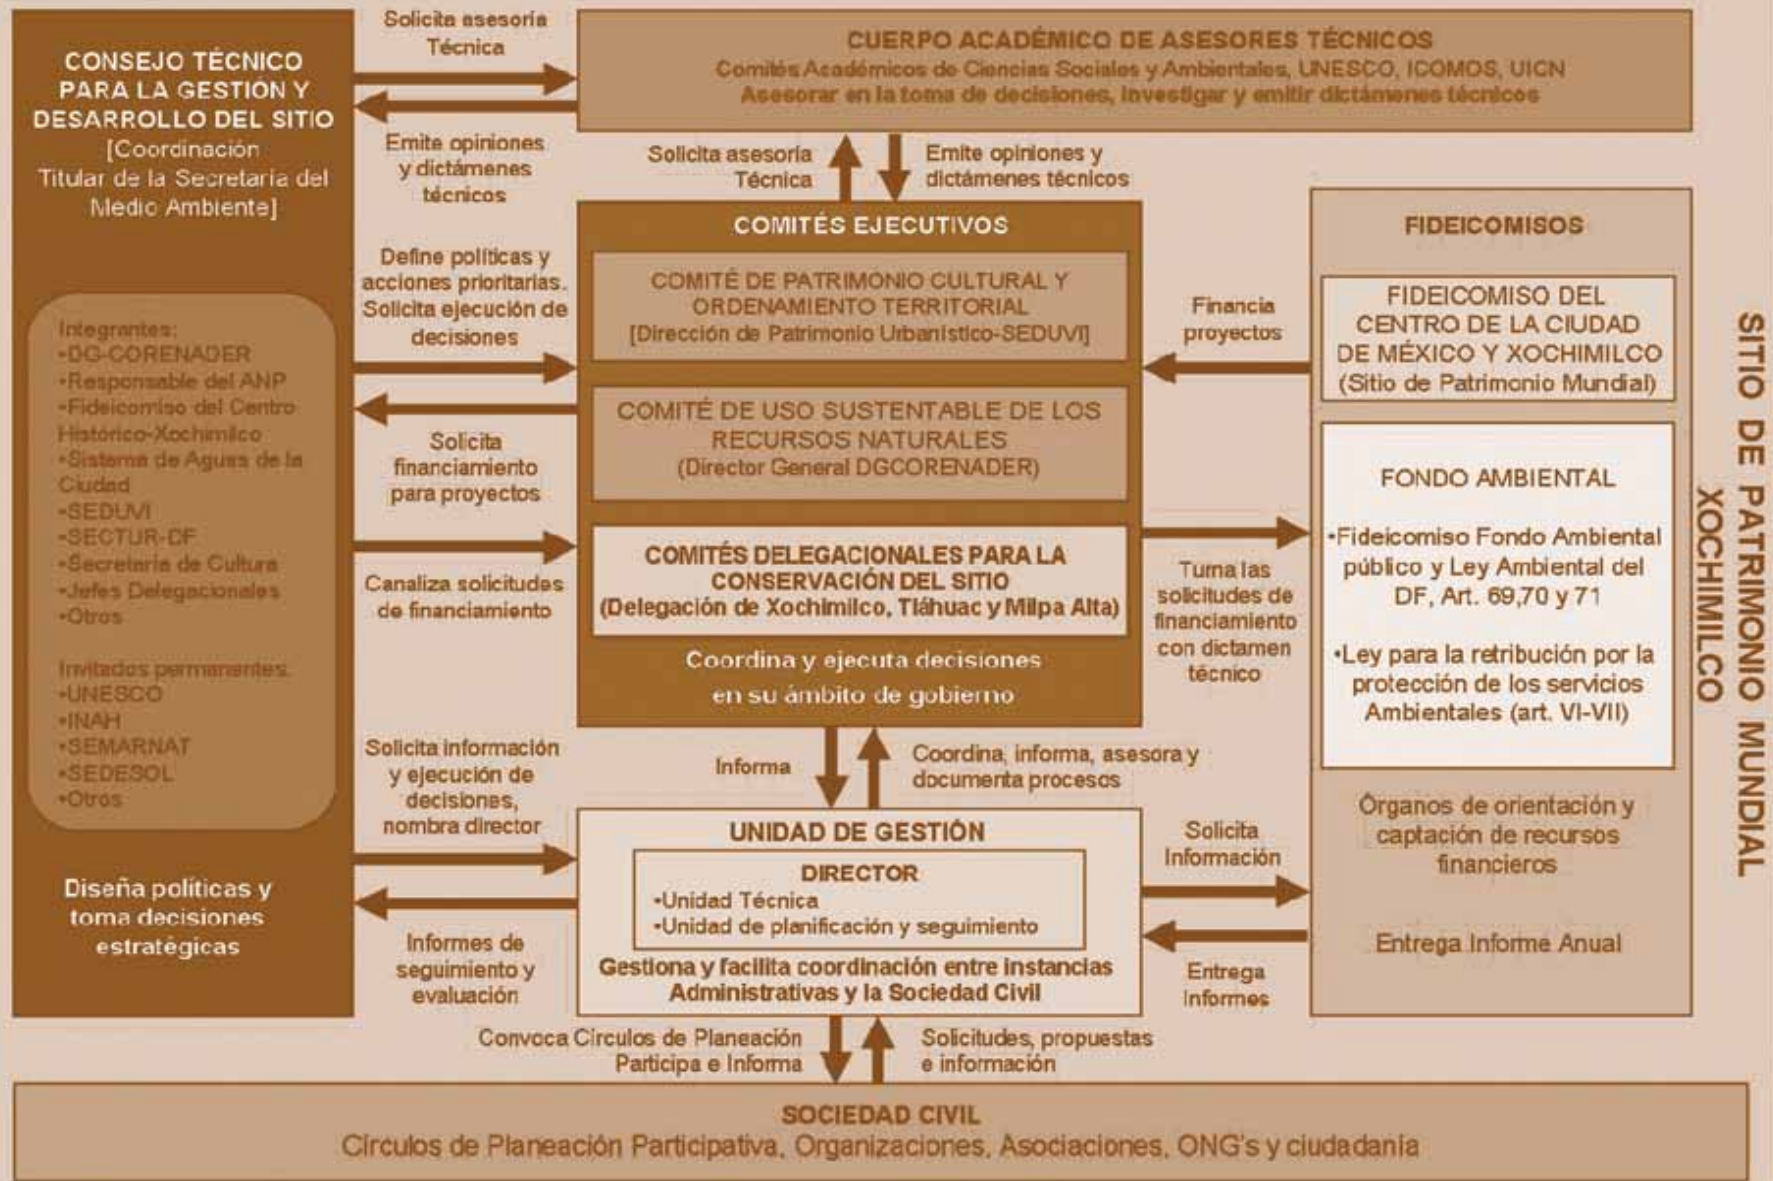 CONSEJO TÉCNICO
PARA LA GESTIÓN Y
DESARROLLO DEL SITIO
[Coordinación
Titular de la Secretaría del
Medio Ambiente]
Integrantes:
•DG-CORENADER
•Responsable del ANP
•Fideicomiso del Centro
Histórico-Xochimilco
•Sistema de Aguas de la
Ciudad
•SEDUVI
•SECTUR-DF
•Secretaría de Cultura
•Jefes Delegacionales
•Otros
Invitados permanentes:
•UNESCO
•INAH
•SEMARNAT
•SEDESOL
•Otros
Diseña políticas y
toma decisiones
estratégicas
Solicita asesoría
Técnica
Emite opiniones
y dictámenes
técnicos
Define políticas y
acciones prioritarias.
Solicita ejecución de
decisiones
Solicita
financiamiento
para proyectos
Canaliza solicitudes
de financiamiento
Solicita información
y ejecución de
decisiones,
nombra director
Informes de
seguimiento y
evaluación
CUERPO ACADÉMICO DE ASESORES TÉCNICOS
Comités Académicos de Ciencias Sociales y Ambientales, UNESCO, ICOMOS, UICN
Asesorar en la toma de decisiones, investigar y emitir dictámenes técnicos
Solicita asesoría
Técnica
Emite opiniones y
dictámenes técnicos
COMITÉS EJECUTIVOS
COMITÉ DE PATRIMONIO CULTURAL Y
ORDENAMIENTO TERRITORIAL
[Dirección de Patrimonio Urbanístico-SEDUVI]
COMITÉ DE USO SUSTENTABLE DE LOS
RECURSOS NATURALES
(Director General DGCORENADER)
COMITÉS DELEGACIONALES PARA LA
CONSERVACIÓN DEL SITIO
(Delegación de Xochimilco, Tláhuac y Milpa Alta)
Coordina y ejecuta decisiones
en su ámbito de gobierno
Informa
Coordina, informa, asesora y
documenta procesos
UNIDAD DE GESTIÓN
DIRECTOR
•Unidad Técnica
•Unidad de planificación y seguimiento
Gestiona y facilita coordinación entre instancias
Administrativas y la Sociedad Civil
Convoca Círculos de Planeación
Participa e Informa
Solicitudes, propuestas
e información
Financia
proyectos
Turna las
solicitudes de
financiamiento
con dictamen
técnico
Solicita
Información
Entrega
Informes
FIDEICOMISOS
FIDEICOMISO DEL
CENTRO DE LA CIUDAD
DE MÉXICO Y XOCHIMILCO
(Sitio de Patrimonio Mundial)
FONDO AMBIENTAL
•Fideicomiso Fondo Ambiental
público y Ley Ambiental del
DF, Art. 69,70 y 71
•Ley para la retribución por la
protección de los servicios
Ambientales (art. VI-VII)
Órganos de orientación y
captación de recursos
financieros
Entrega Informe Anual
SITIO DE PATRIMONIO MUNDIAL
XOCHIMILCO
SOCIEDAD CIVIL
Círculos de Planeación Participativa, Organizaciones, Asociaciones, ONG's y ciudadanía